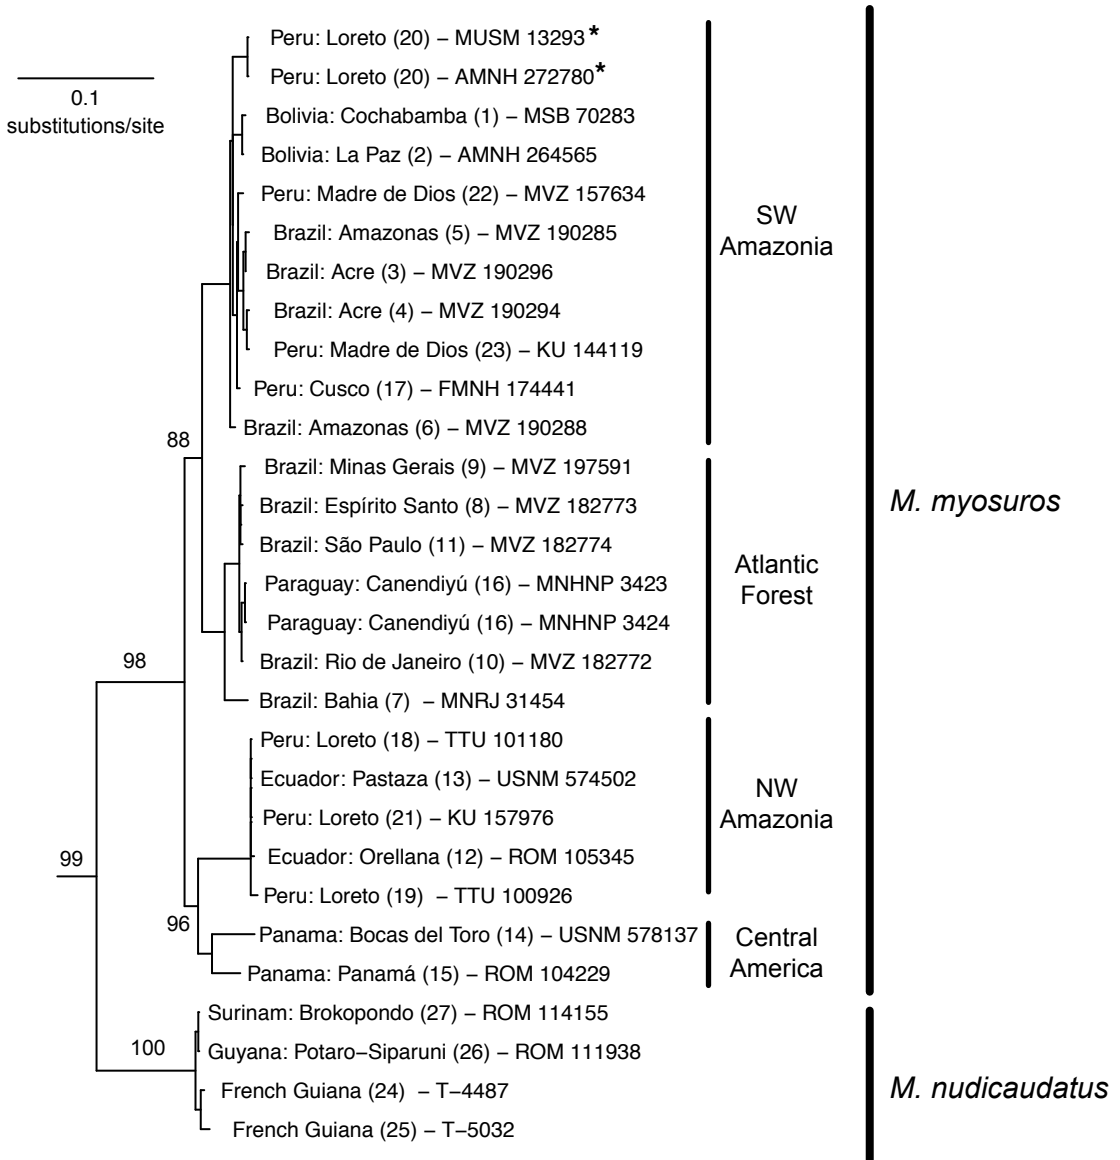 Peru: Loreto (20) – MUSM 13293*
Peru: Loreto (20) – AMNH 272780*
0.1
substitutions/site
Bolivia: Cochabamba (1) – MSB 70283
Bolivia: La Paz (2) – AMNH 264565
Peru: Madre de Dios (22) – MVZ 157634
Brazil: Amazonas (5) – MVZ 190285
Brazil: Acre (3) – MVZ 190296
Brazil: Acre (4) – MVZ 190294
Peru: Madre de Dios (23) – KU 144119
Peru: Cusco (17) – FMNH 174441
Brazil: Amazonas (6) – MVZ 190288
SW
Amazonia
88
Brazil: Minas Gerais (9) – MVZ 197591
Brazil: Espírito Santo (8) – MVZ 182773
Brazil: São Paulo (11) – MVZ 182774
Paraguay: Canendiyú (16) – MNHNP 3423
Paraguay: Canendiyú (16) – MNHNP 3424
Brazil: Rio de Janeiro (10) – MVZ 182772
Brazil: Bahia (7) – MNRJ 31454
Atlantic
Forest
M. myosuros
98
Peru: Loreto (18) – TTU 101180
Ecuador: Pastaza (13) – USNM 574502
Peru: Loreto (21) – KU 157976
Ecuador: Orellana (12) – ROM 105345
Peru: Loreto (19) – TTU 100926
NW
Amazonia
99
96
Panama: Bocas del Toro (14) – USNM 578137
Panama: Panamá (15) – ROM 104229
Central
America
Surinam: Brokopondo (27) – ROM 114155
Guyana: Potaro–Siparuni (26) – ROM 111938
French Guiana (24) – T-4487
French Guiana (25) – T–5032
100
M. nudicaudatus